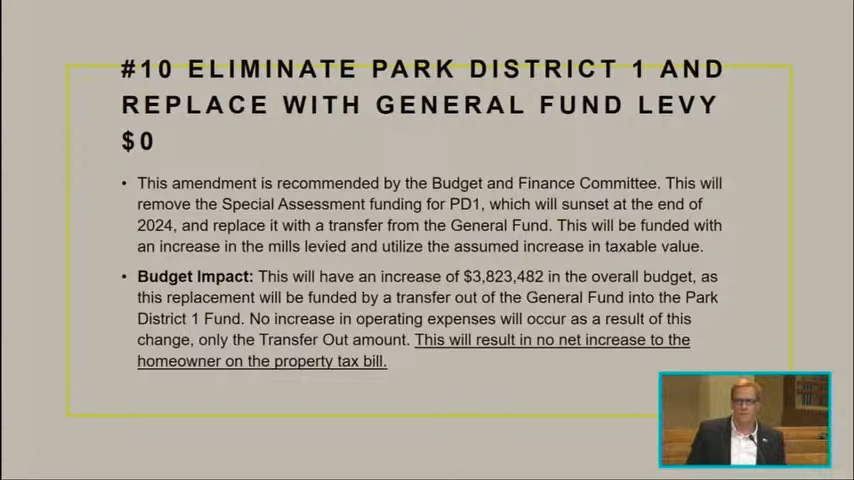 #10 ELIMINATE PARK DISTRICT 1 AND
REPLACE WITH GENERAL FUND LEVY
$0
• This amendment is recommended by the Budget and Finance Committee. This will
remove the Special Assessment funding for PD1, which will sunset at the end of
2024, and replace it with a transfer from the General Fund. This will be funded with
an increase in the mills levied and utilize the assumed increase in taxable value.
• Budget Impact: This will have an increase of $3,823,482 in the overall budget, as
this replacement will be funded by a transfer out of the General Fund into the Park
District 1 Fund. No increase in operating expenses will occur as a result of this
change, only the Transfer Out amount. This will result in no net increase to the
homeowner on the property tax bill.